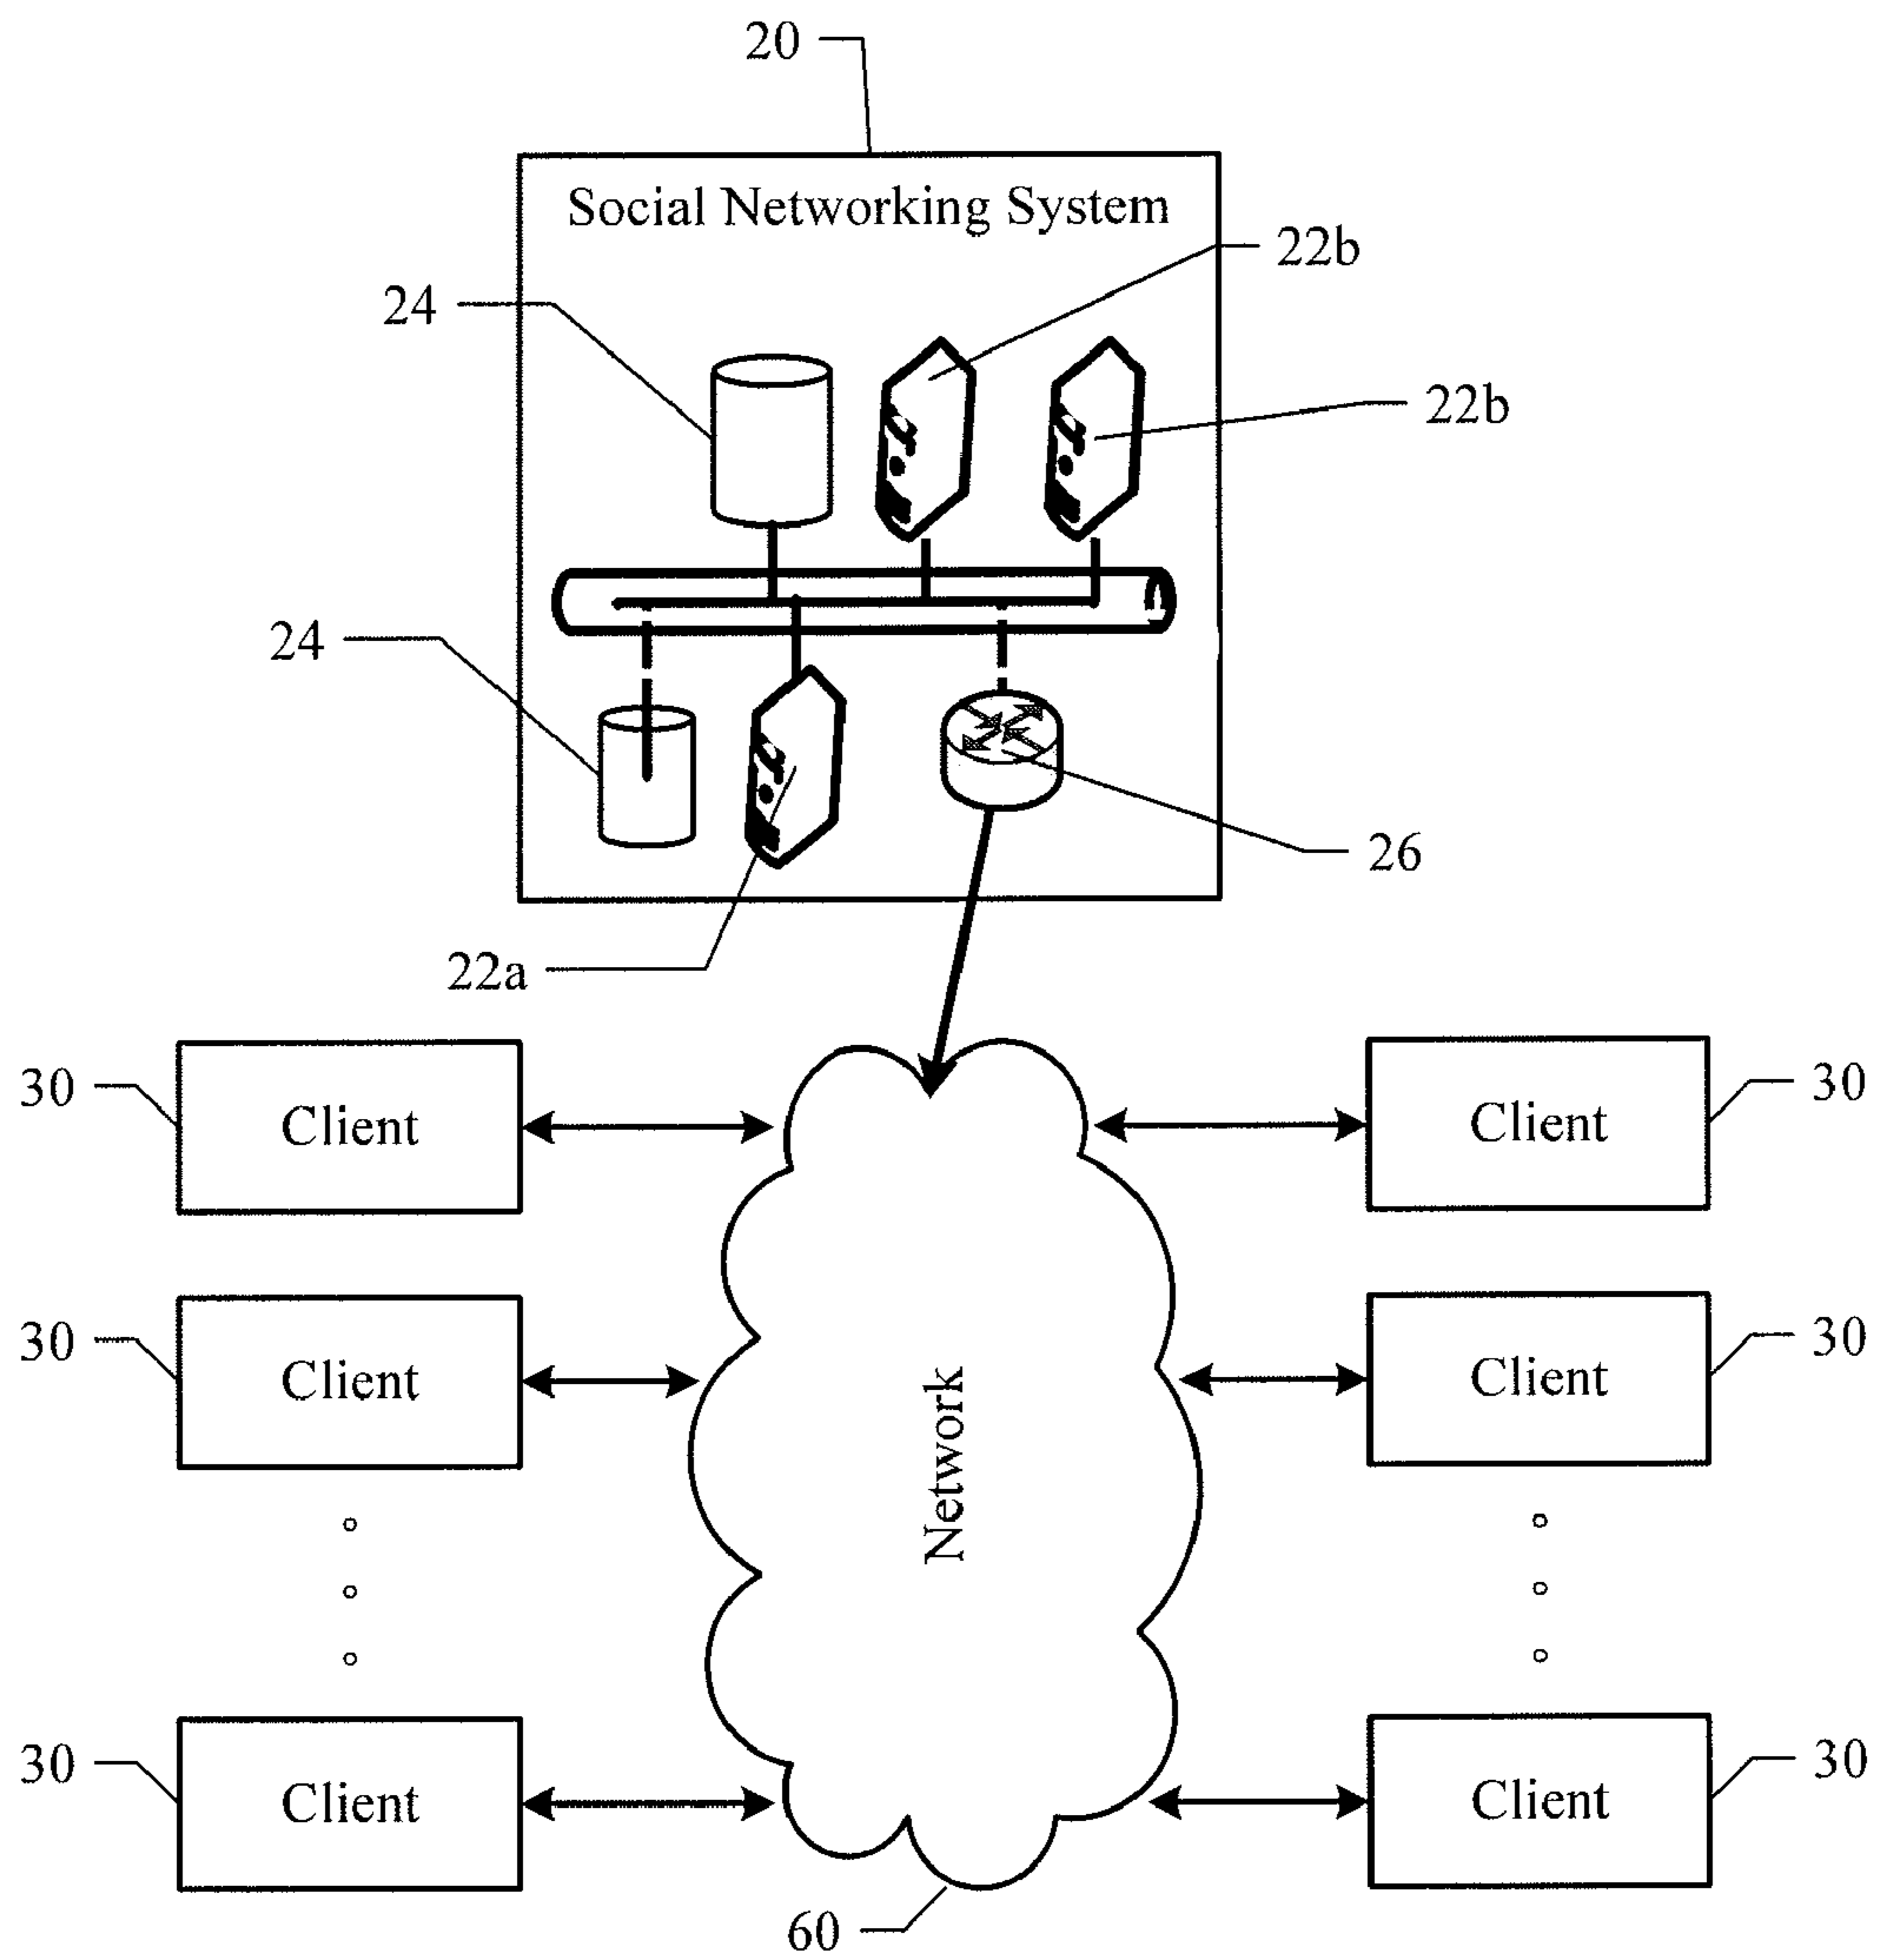 20
Social Networking System
22b
24
22b
24
26
22a
30
Client
Client
30
30
Client
Client
30
Network
30
Client
Client
30
60